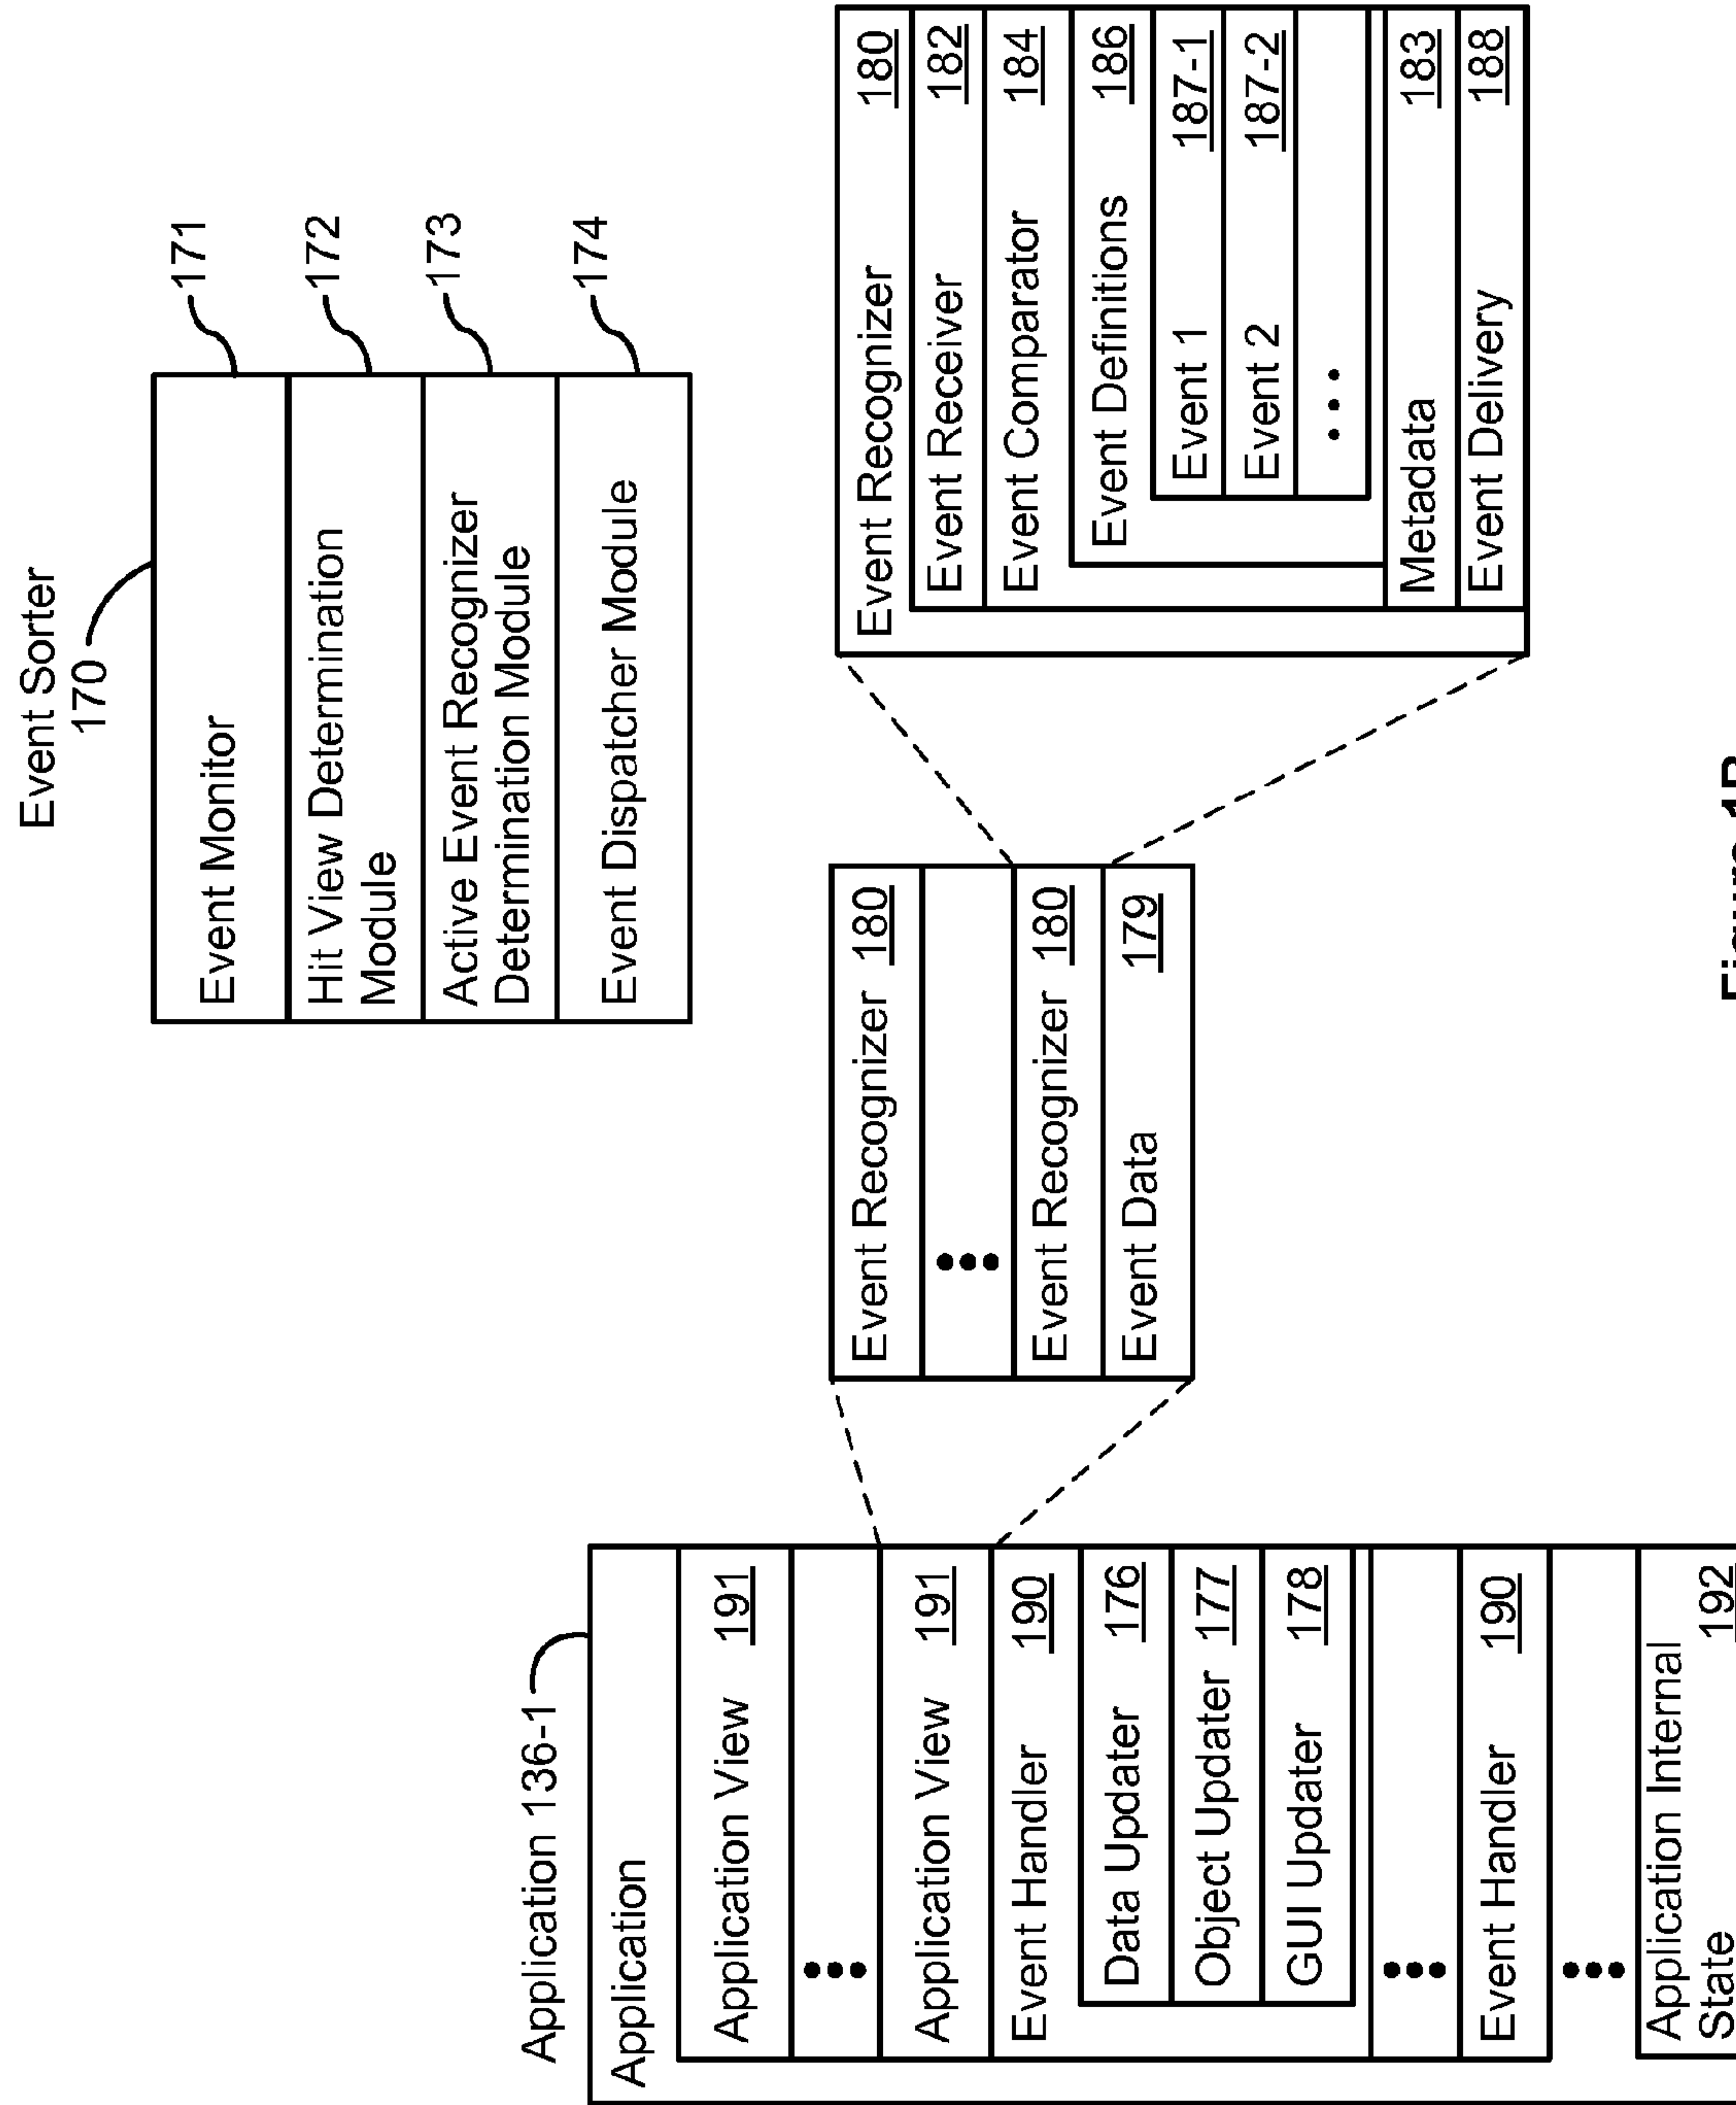 Event Sorter
170
Event Monitor
171
Hit View Determination
Module
172
Active Event Recognizer
Determination Module
173
Event Dispatcher Module
174
Application 136-1
Application
Application View 191
Application View 191
Event Handler 190
Data Updater 176
Object Updater 177
GUI Updater 178
Event Handler 190
Application Internal
State 192
Event Recognizer 180
Event Recognizer 180
Event Data 179
Event Recognizer 180
Event Receiver 182
Event Comparator 184
Event Definitions 186
Event 1 187-1
Event 2 187-2
Metadata 183
Event Delivery 188
Figure 1B